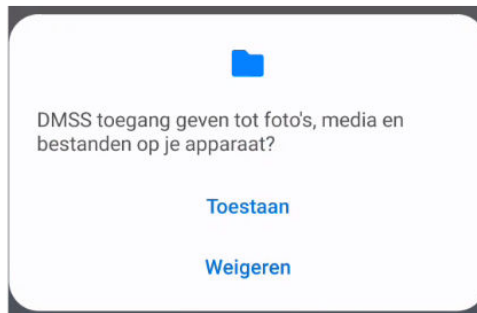 DMSS toegang geven tot foto's, media en
bestanden op je apparaat?
Toestaan
Weigeren